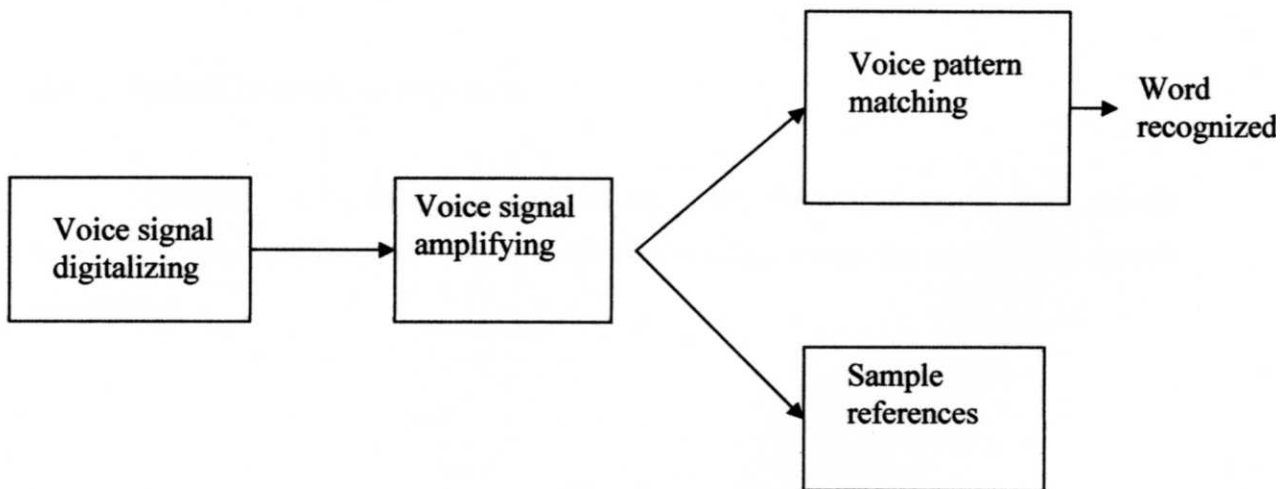 Voice signal
digitalizing
Voice signal
amplifying
Voice pattern
matching
Word
recognized
Sample
references